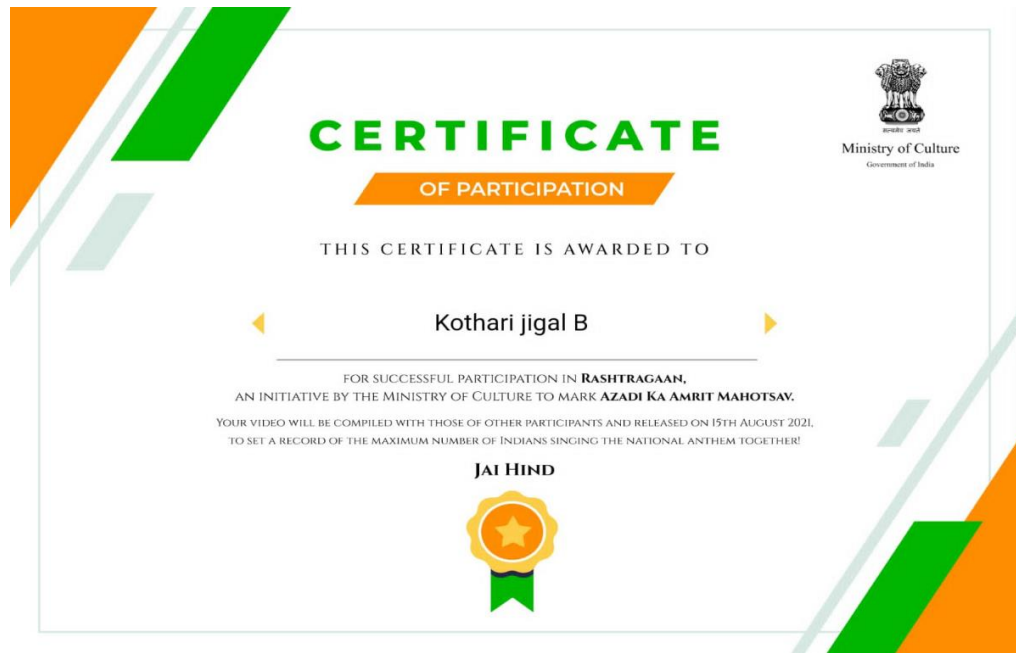 CERTIFICATE
OF PARTICIPATION
सत्यमेव जयते
Ministry of Culture
Government of India
THIS CERTIFICATE IS AWARDED TO
Kothari jigal B
FOR SUCCESSFUL PARTICIPATION IN RASHTRAGAAN,
AN INITIATIVE BY THE MINISTRY OF CULTURE TO MARK AZADI KA AMRIT MAHOTSAV.
YOUR VIDEO WILL BE COMPILED WITH THOSE OF OTHER PARTICIPANTS AND RELEASED ON 15TH AUGUST 2021,
TO SET A RECORD OF THE MAXIMUM NUMBER OF INDIANS SINGING THE NATIONAL ANTHEM TOGETHER!
JAI HIND